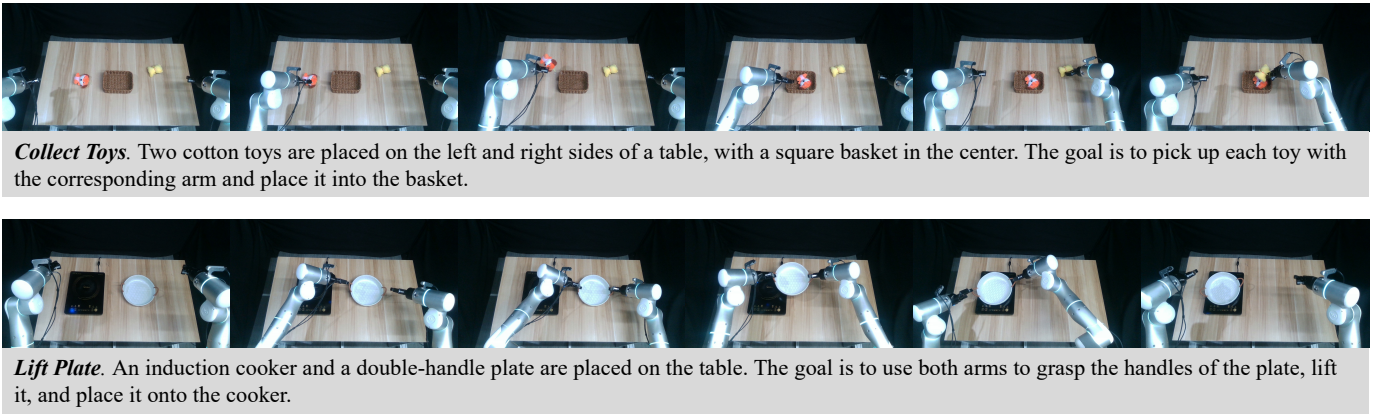 Collect Toys. Two cotton toys are placed on the left and right sides of a table, with a square basket in the center. The goal is to pick up each toy with
the corresponding arm and place it into the basket.
Lift Plate. An induction cooker and a double-handle plate are placed on the table. The goal is to use both arms to grasp the handles of the plate, lift
it, and place it onto the cooker.